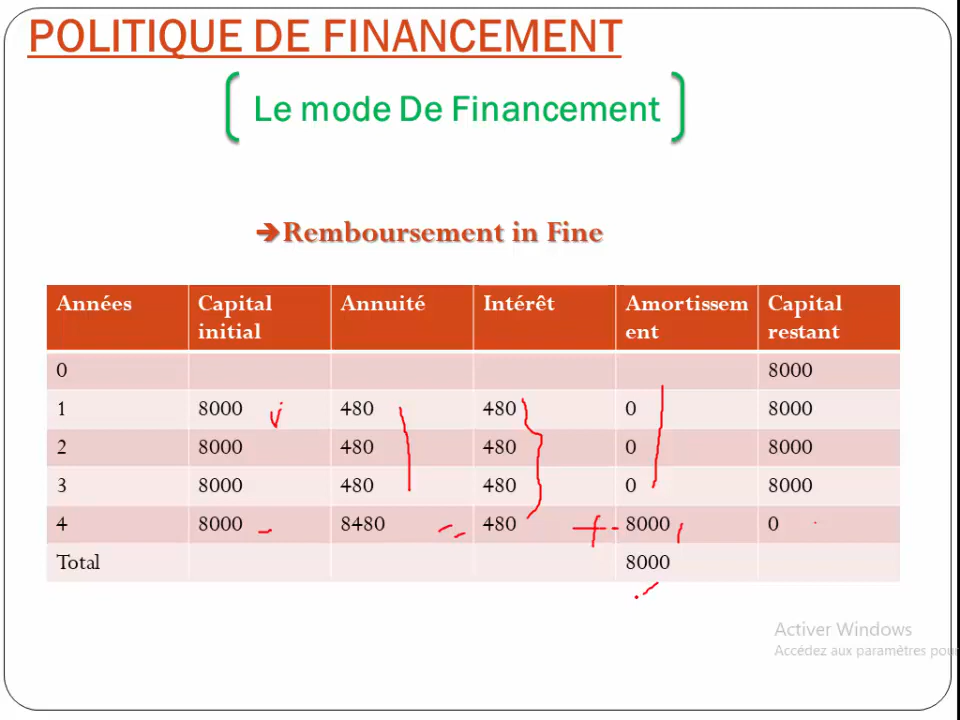 POLITIQUE DE FINANCEMENT
Le mode De Financement
➔Remboursement in Fine
Années Capital initial Annuité Intérêt Amortissem ent Capital restant
0 8000
1 8000 480 480 0 8000
2 8000 480 480 0 8000
3 8000 480 480 0 8000
4 8000 - 8480 = 480 + 8000 0
Total 8000
Activer Windows
Accédez aux paramètres pour